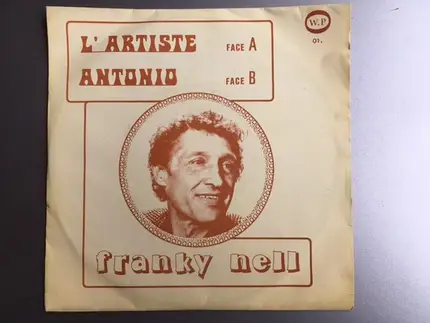 L'ARTISTE FACE A
ANTONIO FACE B
W.P
01.
franky nell